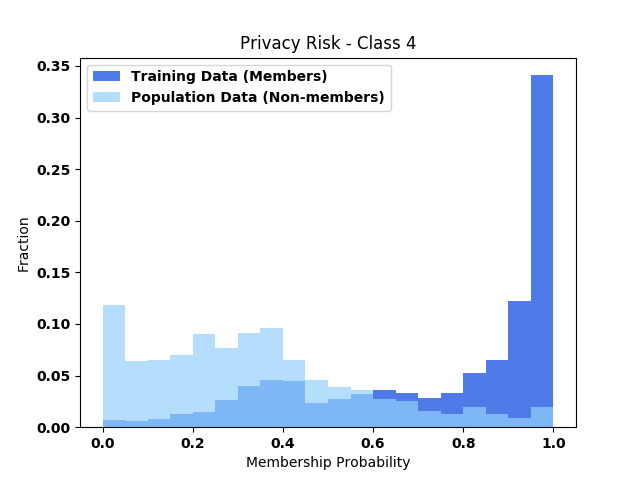 Privacy Risk - Class 4
Training Data (Members)
Population Data (Non-members)
Fraction
0.35
0.30
0.25
0.20
0.15
0.10
0.05
0.00
0.0 0.2 0.4 0.6 0.8 1.0
Membership Probability